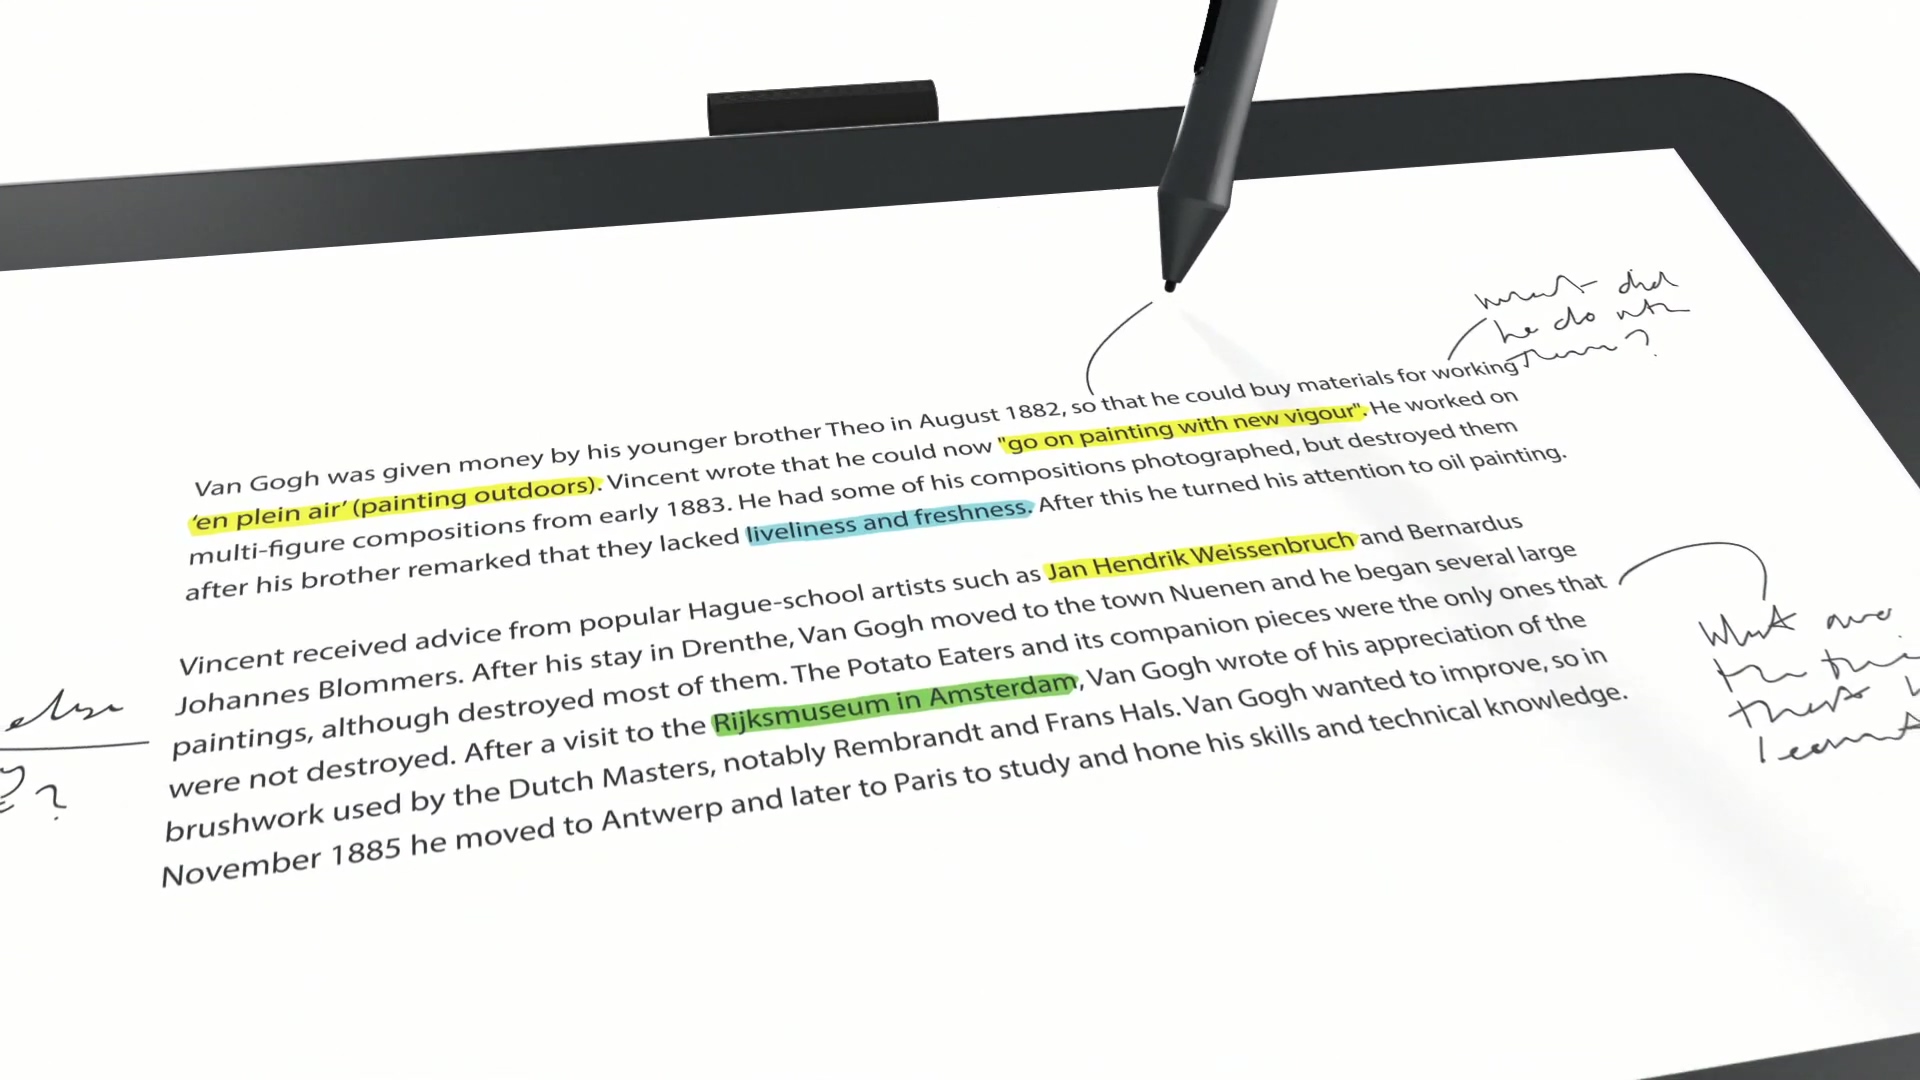 what did
he do with
them?
Van Gogh was given money by his younger brother Theo in August 1882, so that he could buy materials for working
'en plein air' (painting outdoors). Vincent wrote that he could now "go on painting with new vigour". He worked on
multi-figure compositions from early 1883. He had some of his compositions photographed, but destroyed them
after his brother remarked that they lacked liveliness and freshness. After this he turned his attention to oil painting.
Vincent received advice from popular Hague-school artists such as Jan Hendrik Weissenbruch and Bernardus
Johannes Blommers. After his stay in Drenthe, Van Gogh moved to the town Nuenen and he began several large
paintings, although destroyed most of them. The Potato Eaters and its companion pieces were the only ones that
were not destroyed. After a visit to the Rijksmuseum in Amsterdam, Van Gogh wrote of his appreciation of the
brushwork used by the Dutch Masters, notably Rembrandt and Frans Hals. Van Gogh wanted to improve, so in
November 1885 he moved to Antwerp and later to Paris to study and hone his skills and technical knowledge.
else
?
What are
the
that
learnt